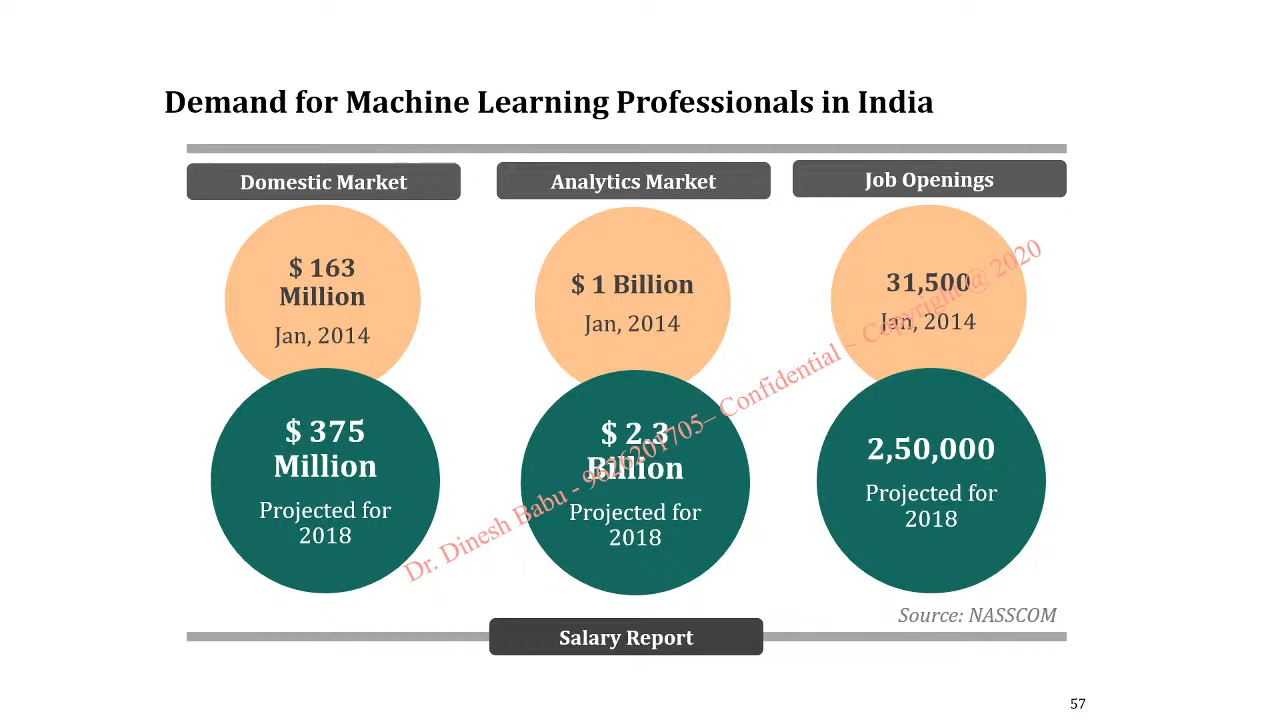 Demand for Machine Learning Professionals in India
Domestic Market
$ 163
Million
Jan, 2014
$ 375
Million
Projected for
2018
Analytics Market
$ 1 Billion
Jan, 2014
$ 2.3
Billion
Projected for
2018
Job Openings
31,500
Jan, 2014
2,50,000
Projected for
2018
Dr. Dinesh Babu - 9626201705– Confidential ~ Copyright @ 2020
Source: NASSCOM
Salary Report
57